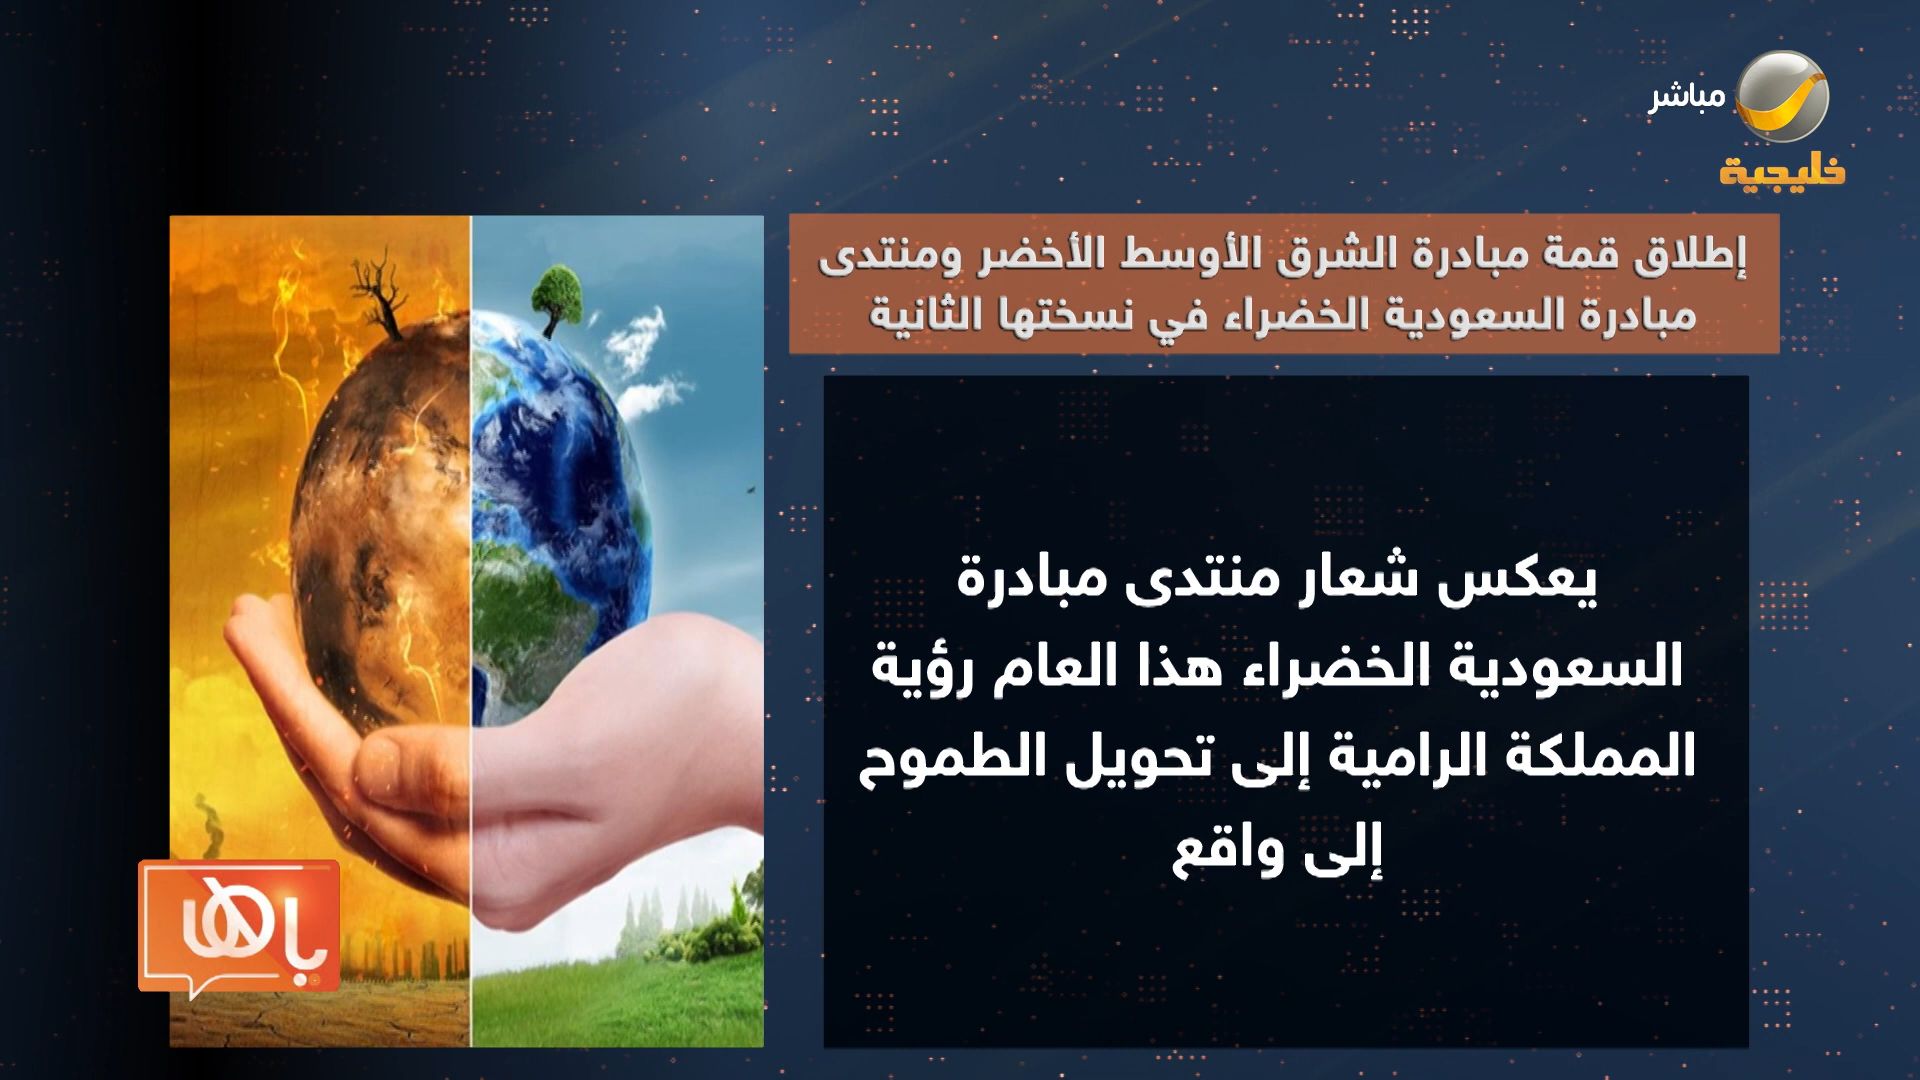 مباشر
خليجية
إطلاق قمة مبادرة الشرق الأوسط الأخضر ومنتدى
مبادرة السعودية الخضراء في نسختها الثانية
يعكس شعار منتدى مبادرة
السعودية الخضراء هذا العام رؤية
المملكة الرامية إلى تحويل الطموح
إلى واقع
ياهلا